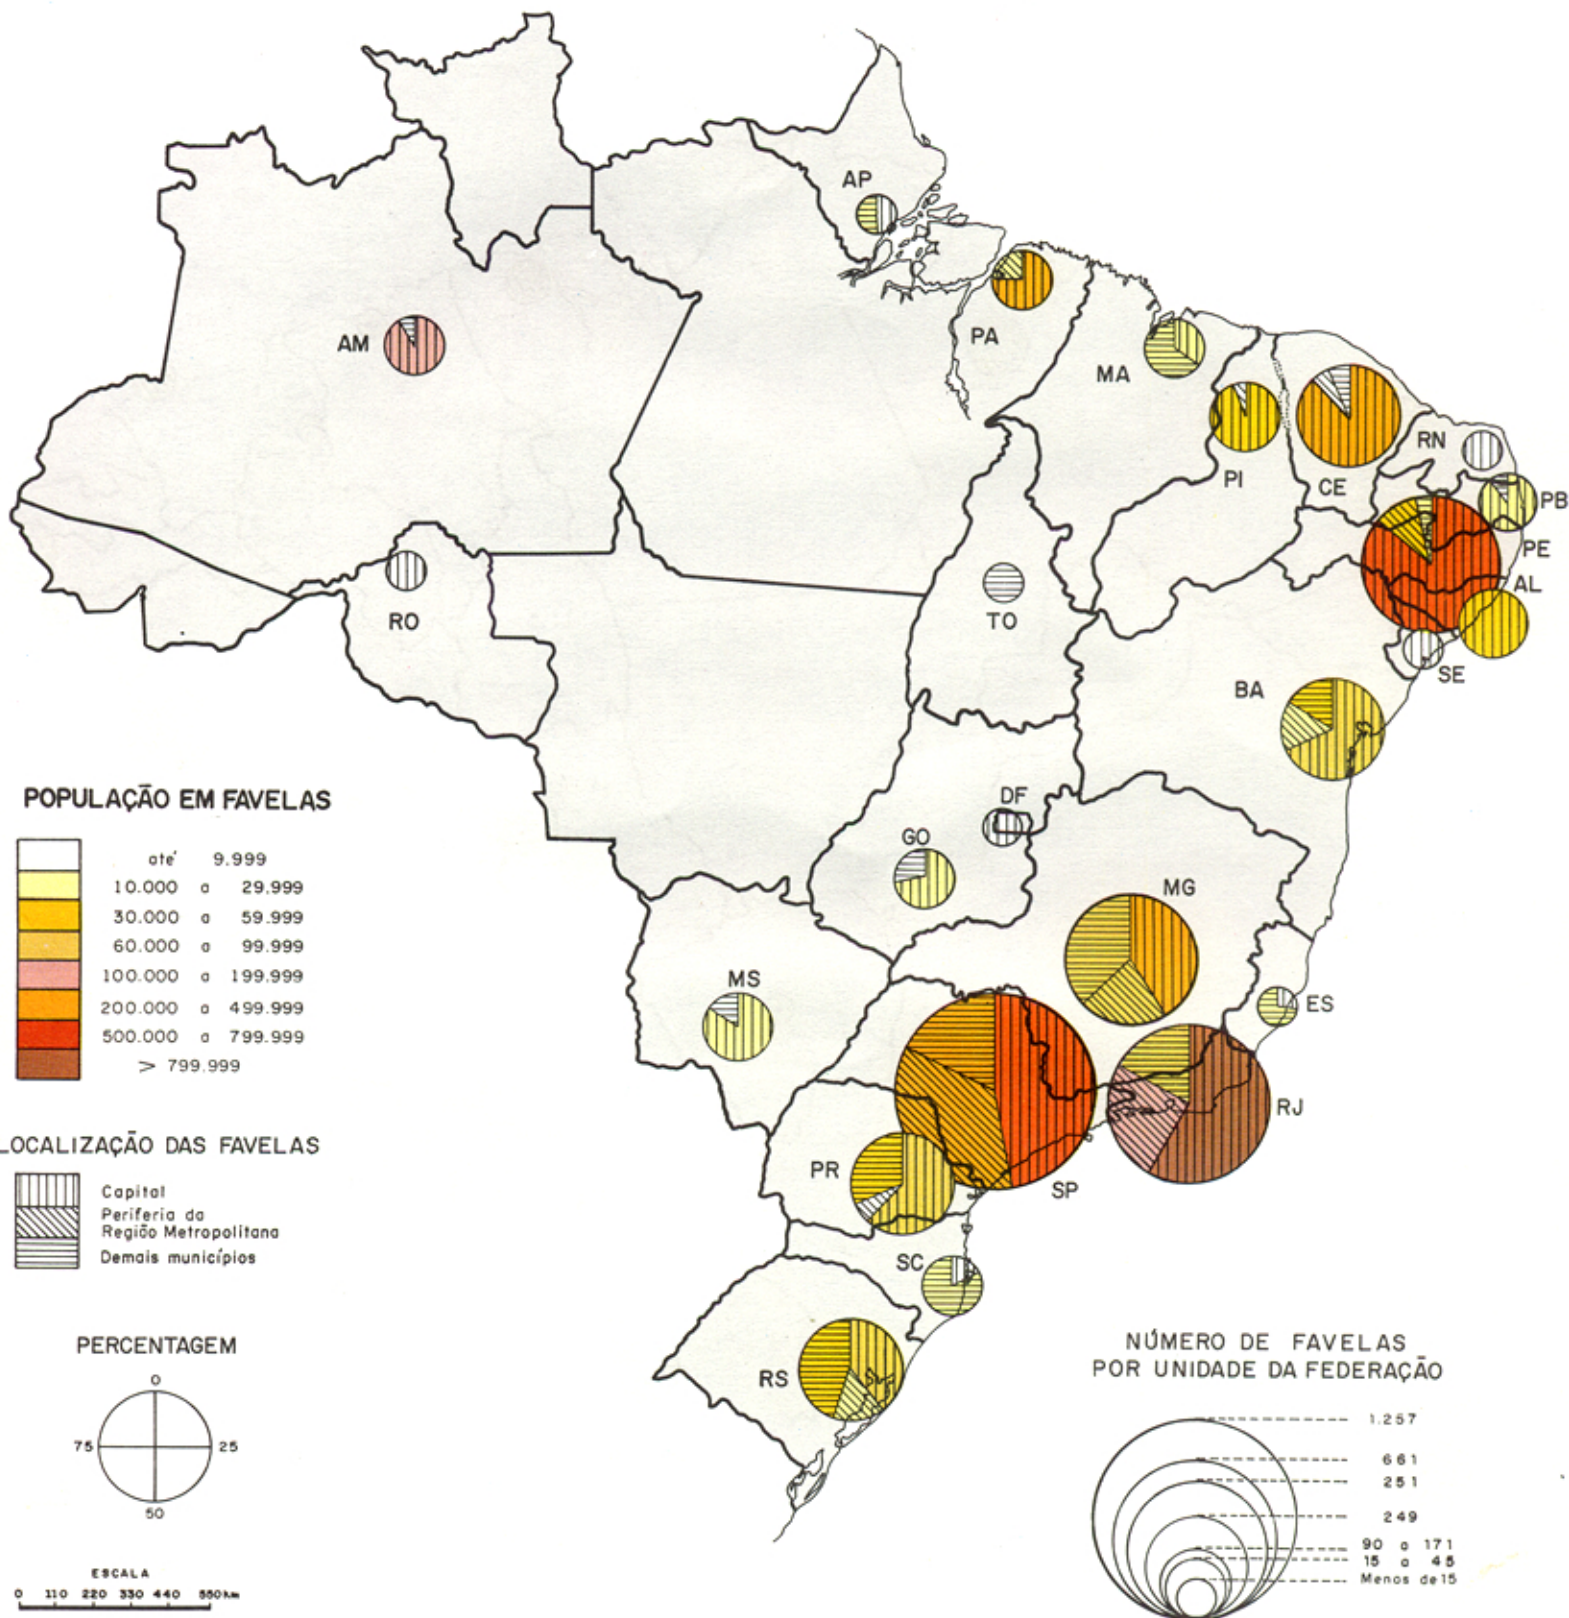 AP
PA
AM
MA
RN
PI
CE
PB
PE
AL
RO
TO
SE
BA
DF
GO
MG
MS
ES
RJ
PR
SP
SC
RS
POPULAÇÃO EM FAVELAS
até 9.999
10.000 a 29.999
30.000 a 59.999
60.000 a 99.999
100.000 a 199.999
200.000 a 499.999
500.000 a 799.999
> 799.999
LOCALIZAÇÃO DAS FAVELAS
Capital
Periferia da
Região Metropolitana
Demais municípios
PERCENTAGEM
0
75 25
50
ESCALA
0 110 220 330 440 550km
NÚMERO DE FAVELAS
POR UNIDADE DA FEDERAÇÃO
1.257
661
251
249
90 a 171
15 a 45
Menos de 15